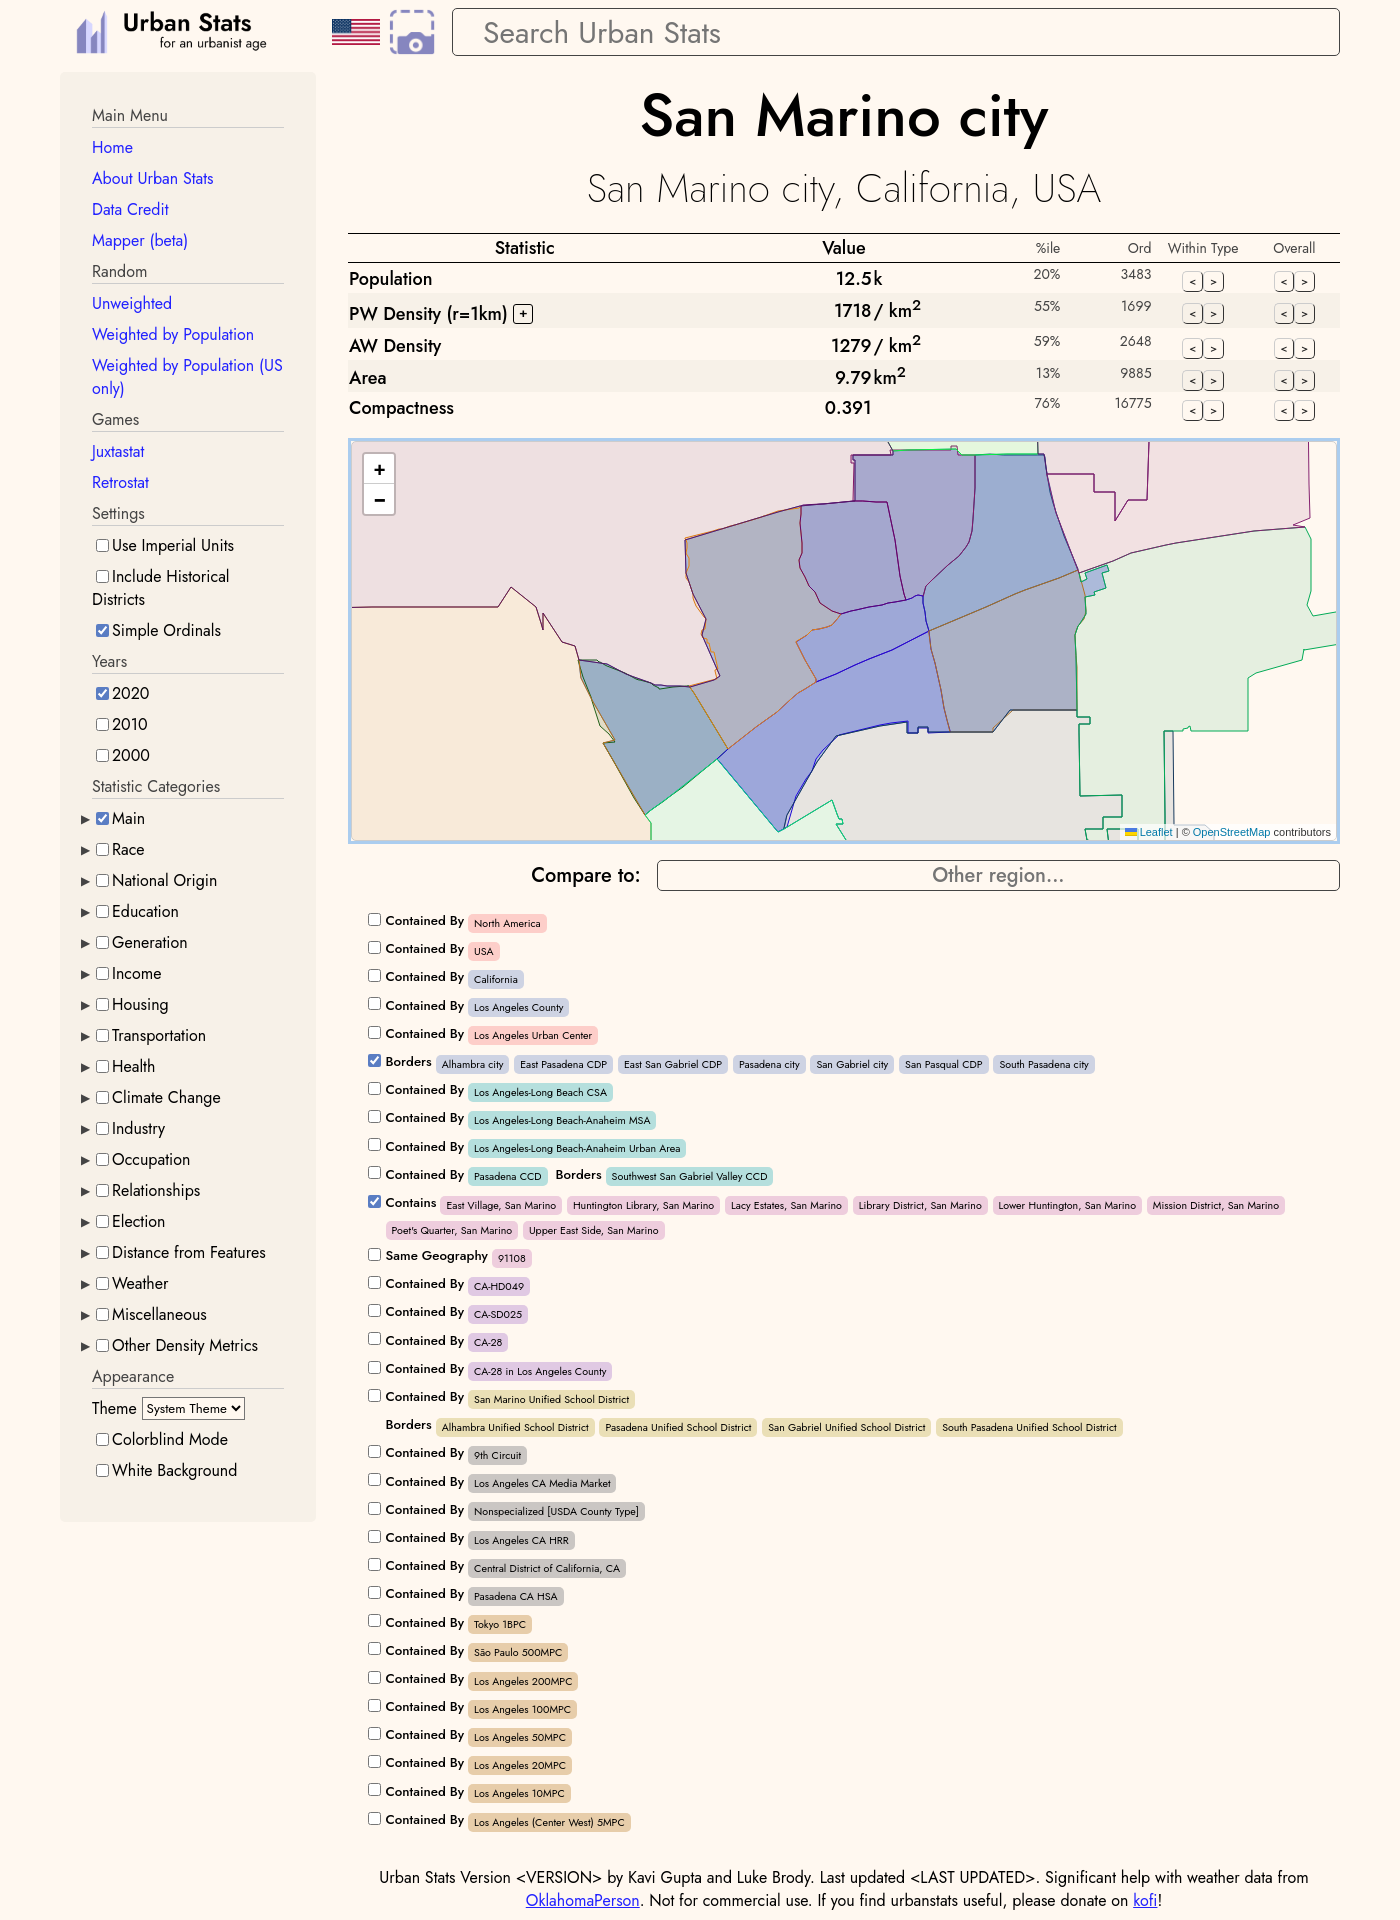 Urban Stats
for an urbanist age
Search Urban Stats
Main Menu
Home
About Urban Stats
Data Credit
Mapper (beta)
Random
Unweighted
Weighted by Population
Weighted by Population (US
only)
Games
Juxtastat
Retrostat
Settings
Use Imperial Units
Include Historical
Districts
Simple Ordinals
Years
2020
2010
2000
Statistic Categories
Main
Race
National Origin
Education
Generation
Income
Housing
Transportation
Health
Climate Change
Industry
Occupation
Relationships
Election
Distance from Features
Weather
Miscellaneous
Other Density Metrics
Appearance
Theme System Theme
Colorblind Mode
White Background
San Marino city
San Marino city, California, USA
Statistic Value %ile Ord Within Type Overall
Population 12.5k 20% 3483 < > < >
PW Density (r=1km) + 1718 / km² 55% 1699 < > < >
AW Density 1279 / km² 59% 2648 < > < >
Area 9.79 km² 13% 9885 < > < >
Compactness 0.391 76% 16775 < > < >
+
−
Leaflet | © OpenStreetMap contributors
Compare to: Other region...
Contained By North America
Contained By USA
Contained By California
Contained By Los Angeles County
Contained By Los Angeles Urban Center
Borders Alhambra city East Pasadena CDP East San Gabriel CDP Pasadena city San Gabriel city San Pasqual CDP South Pasadena city
Contained By Los Angeles-Long Beach CSA
Contained By Los Angeles-Long Beach-Anaheim MSA
Contained By Los Angeles-Long Beach-Anaheim Urban Area
Contained By Pasadena CCD Borders Southwest San Gabriel Valley CCD
Contains East Village, San Marino Huntington Library, San Marino Lacy Estates, San Marino Library District, San Marino Lower Huntington, San Marino Mission District, San Marino
Poet's Quarter, San Marino Upper East Side, San Marino
Same Geography 91108
Contained By CA-HD049
Contained By CA-SD025
Contained By CA-28
Contained By CA-28 in Los Angeles County
Contained By San Marino Unified School District
Borders Alhambra Unified School District Pasadena Unified School District San Gabriel Unified School District South Pasadena Unified School District
Contained By 9th Circuit
Contained By Los Angeles CA Media Market
Contained By Nonspecialized [USDA County Type]
Contained By Los Angeles CA HRR
Contained By Central District of California, CA
Contained By Pasadena CA HSA
Contained By Tokyo 1BPC
Contained By São Paulo 500MPC
Contained By Los Angeles 200MPC
Contained By Los Angeles 100MPC
Contained By Los Angeles 50MPC
Contained By Los Angeles 20MPC
Contained By Los Angeles 10MPC
Contained By Los Angeles (Center West) 5MPC
Urban Stats Version <VERSION> by Kavi Gupta and Luke Brody. Last updated <LAST UPDATED>. Significant help with weather data from
OklahomaPerson. Not for commercial use. If you find urbanstats useful, please donate on kofi!